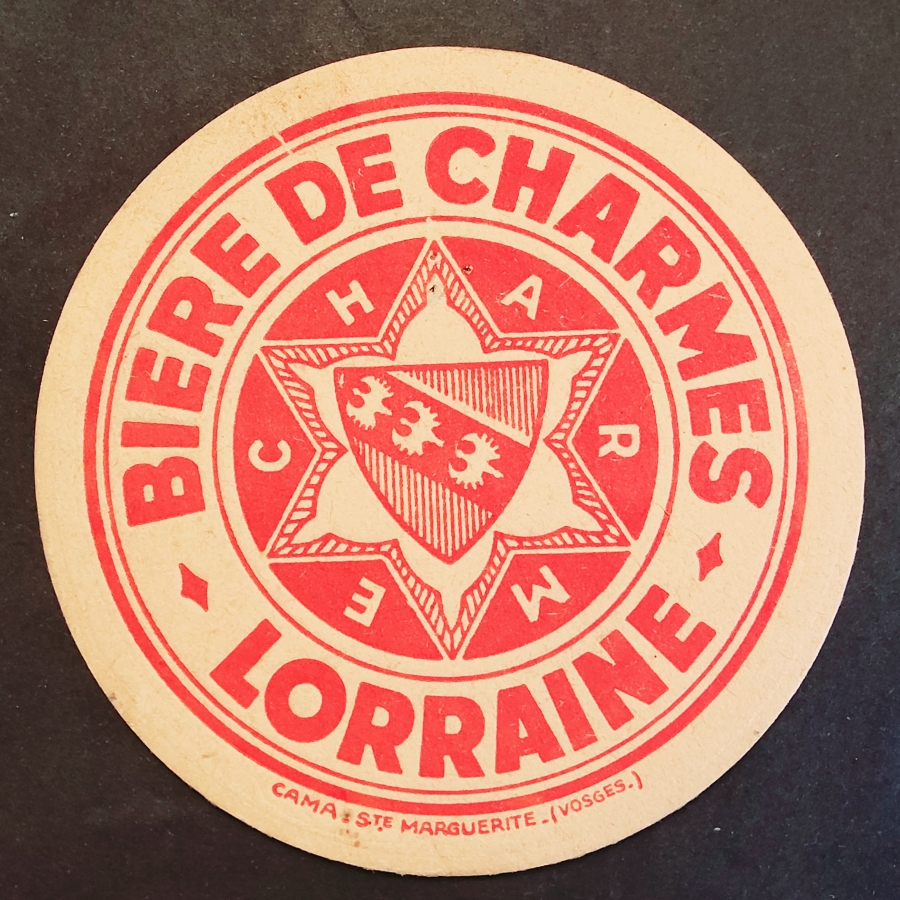 BIERE DE CHARMES
LORRAINE
C H A R M E
CAMA : STE MARGUERITE - (VOSGES.)